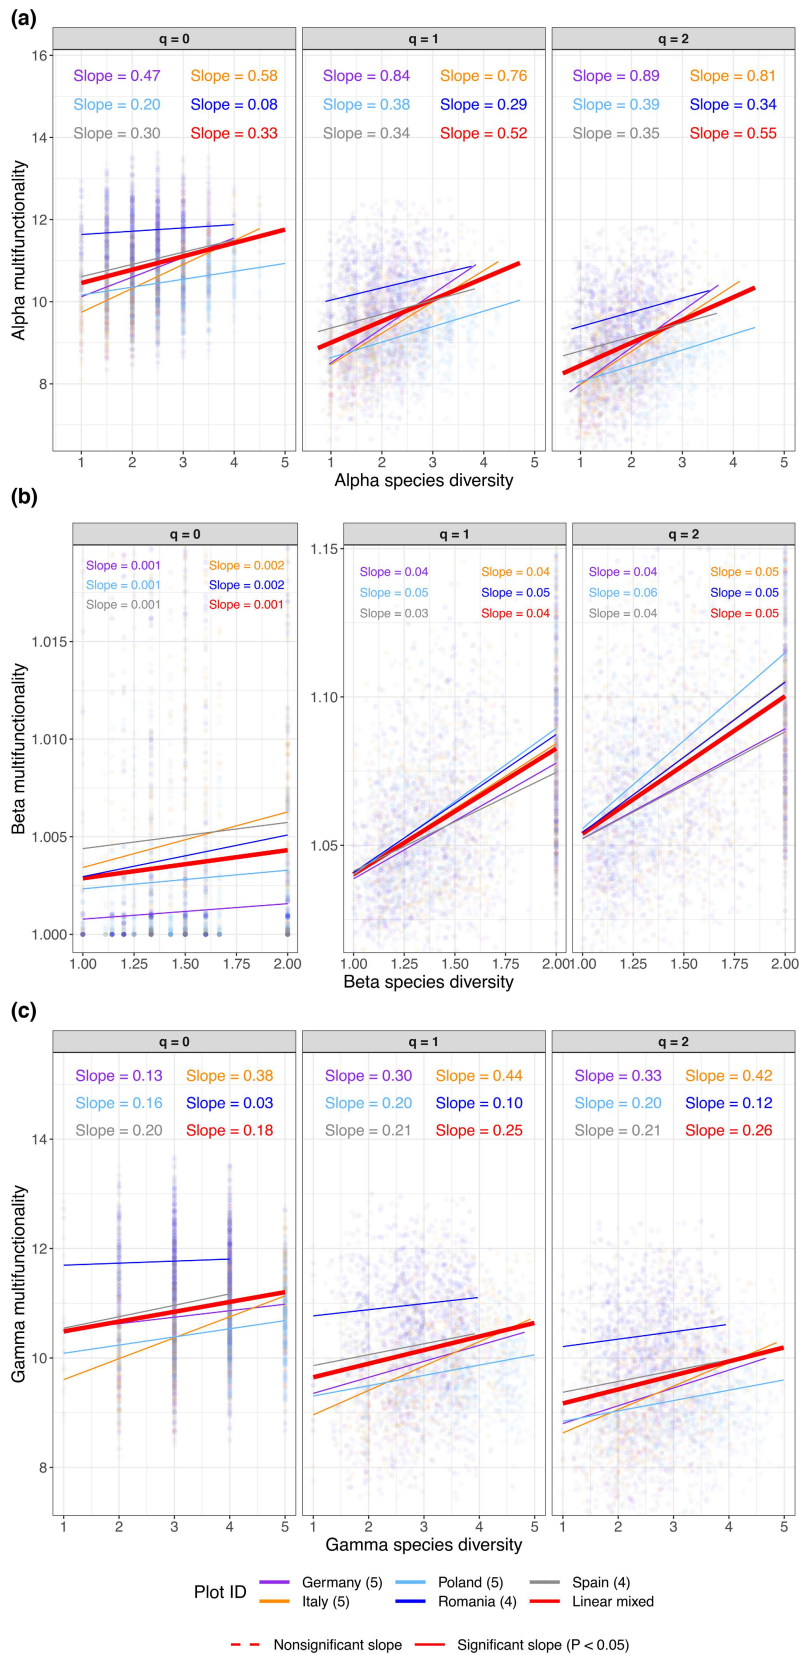 (a)
q = 0
q = 1
q = 2
Slope = 0.47 Slope = 0.58
Slope = 0.20 Slope = 0.08
Slope = 0.30 Slope = 0.33
Slope = 0.84 Slope = 0.76
Slope = 0.38 Slope = 0.29
Slope = 0.34 Slope = 0.52
Slope = 0.89 Slope = 0.81
Slope = 0.39 Slope = 0.34
Slope = 0.35 Slope = 0.55
16
14
12
10
8
Alpha multifunctionality
1 2 3 4 5
1 2 3 4 5
1 2 3 4 5
Alpha species diversity
(b)
q = 0
q = 1
q = 2
Slope = 0.001 Slope = 0.002
Slope = 0.001 Slope = 0.002
Slope = 0.001 Slope = 0.001
Slope = 0.04 Slope = 0.04
Slope = 0.05 Slope = 0.05
Slope = 0.03 Slope = 0.04
Slope = 0.04 Slope = 0.05
Slope = 0.06 Slope = 0.05
Slope = 0.04 Slope = 0.05
1.015
1.010
1.005
1.000
Beta multifunctionality
1.15
1.10
1.05
1.00 1.25 1.50 1.75 2.00
1.00 1.25 1.50 1.75 2.00
1.00 1.25 1.50 1.75 2.00
Beta species diversity
(c)
q = 0
q = 1
q = 2
Slope = 0.13 Slope = 0.38
Slope = 0.16 Slope = 0.03
Slope = 0.20 Slope = 0.18
Slope = 0.30 Slope = 0.44
Slope = 0.20 Slope = 0.10
Slope = 0.21 Slope = 0.25
Slope = 0.33 Slope = 0.42
Slope = 0.20 Slope = 0.12
Slope = 0.21 Slope = 0.26
14
12
10
8
Gamma multifunctionality
1 2 3 4 5
1 2 3 4 5
1 2 3 4 5
Gamma species diversity
Plot ID
Germany (5) Poland (5) Spain (4)
Italy (5) Romania (4) Linear mixed
Nonsignificant slope Significant slope (P < 0.05)